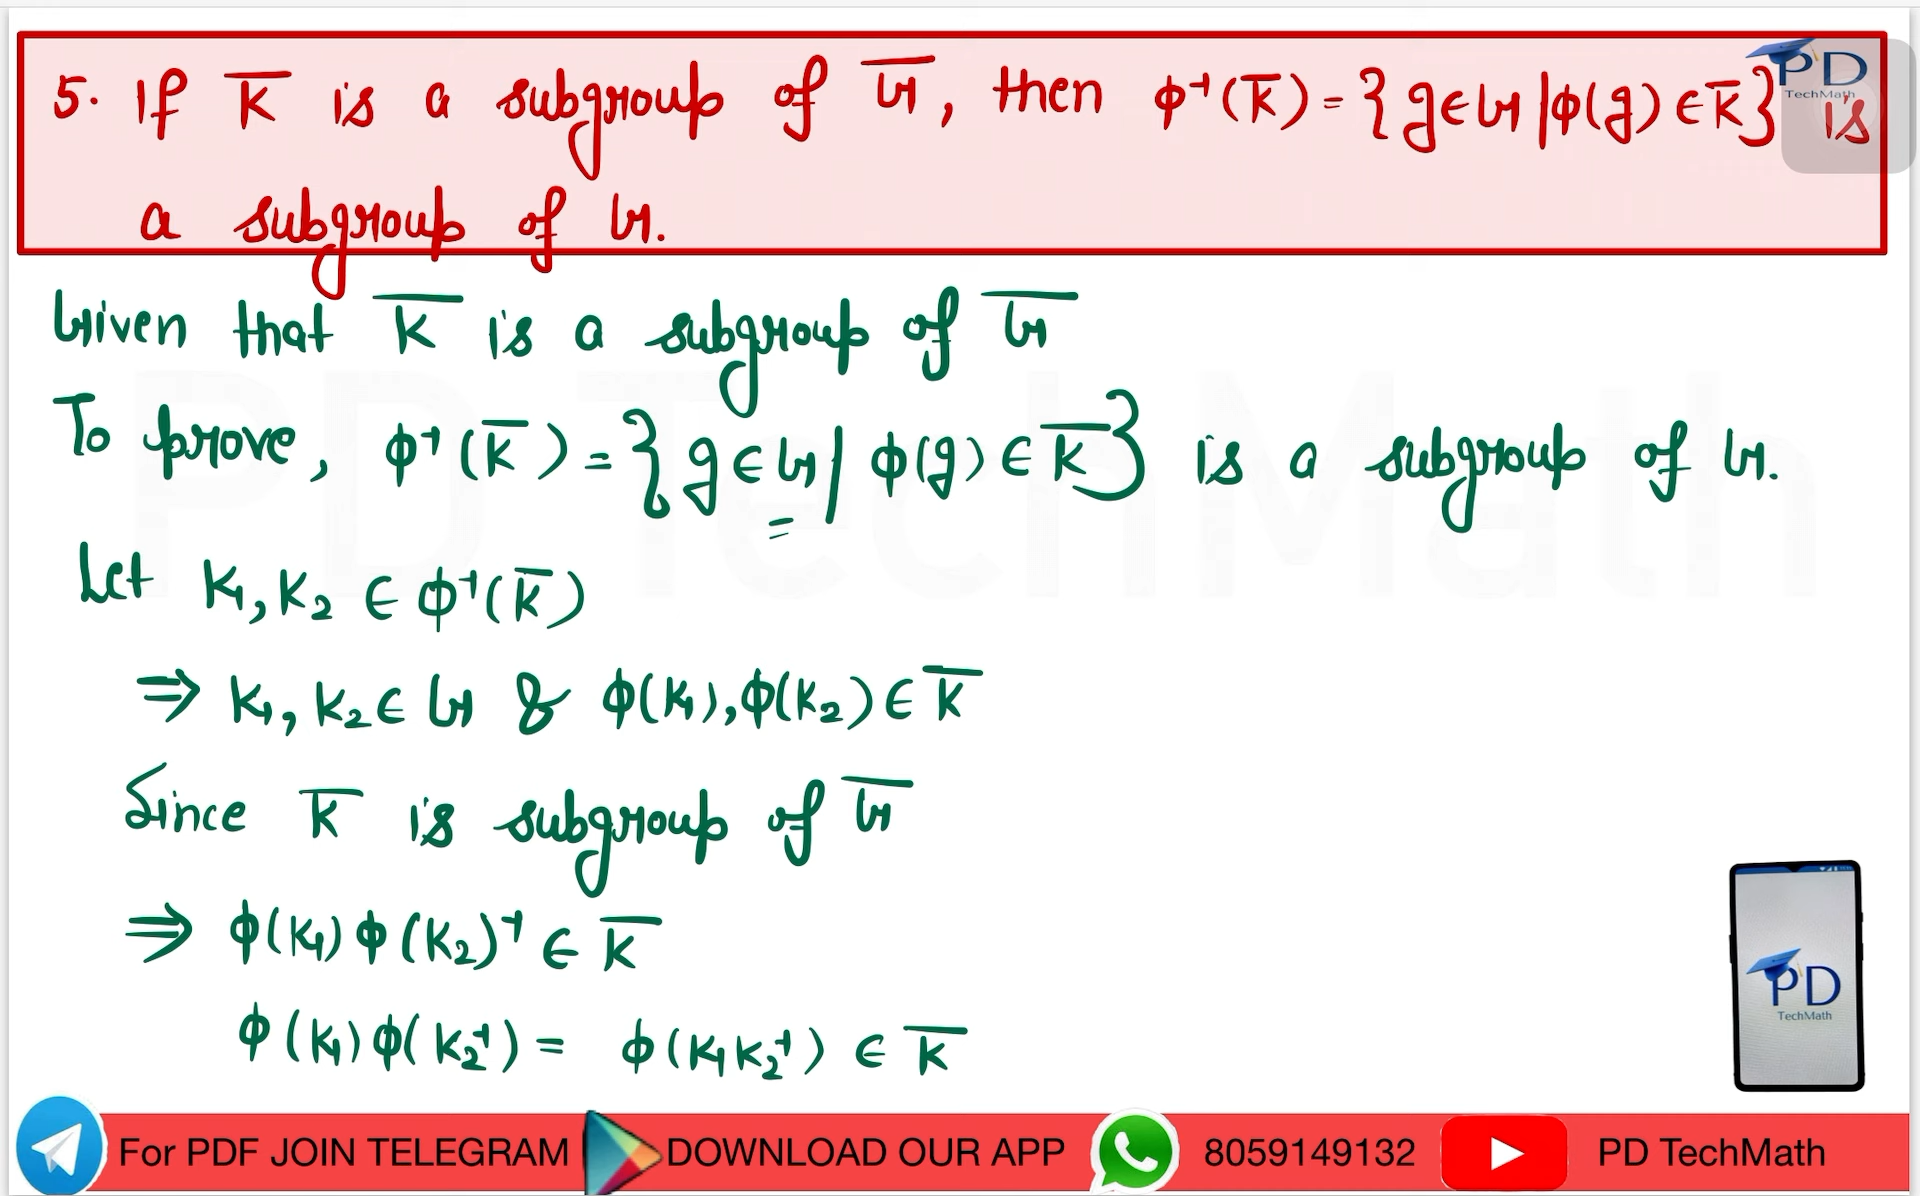 5. If K̅ is a subgroup of G̅, then ϕ⁻¹(K̅) = {g∈G | ϕ(g) ∈ K̅} is
a subgroup of G.
PD
TechMath
Given that K̅ is a subgroup of G̅
To prove, ϕ⁻¹(K̅) = {g∈G | ϕ(g) ∈ K̅} is a subgroup of G.
Let K₁, K₂ ∈ ϕ⁻¹(K̅)
⇒ K₁, K₂ ∈ G & ϕ(K₁), ϕ(K₂) ∈ K̅
Since K̅ is subgroup of G̅
⇒ ϕ(K₁) ϕ(K₂)⁻¹ ∈ K̅
ϕ(K₁) ϕ(K₂⁻¹) = ϕ(K₁K₂⁻¹) ∈ K̅
PD
TechMath
PD TechMath
For PDF JOIN TELEGRAM DOWNLOAD OUR APP 8059149132 PD TechMath